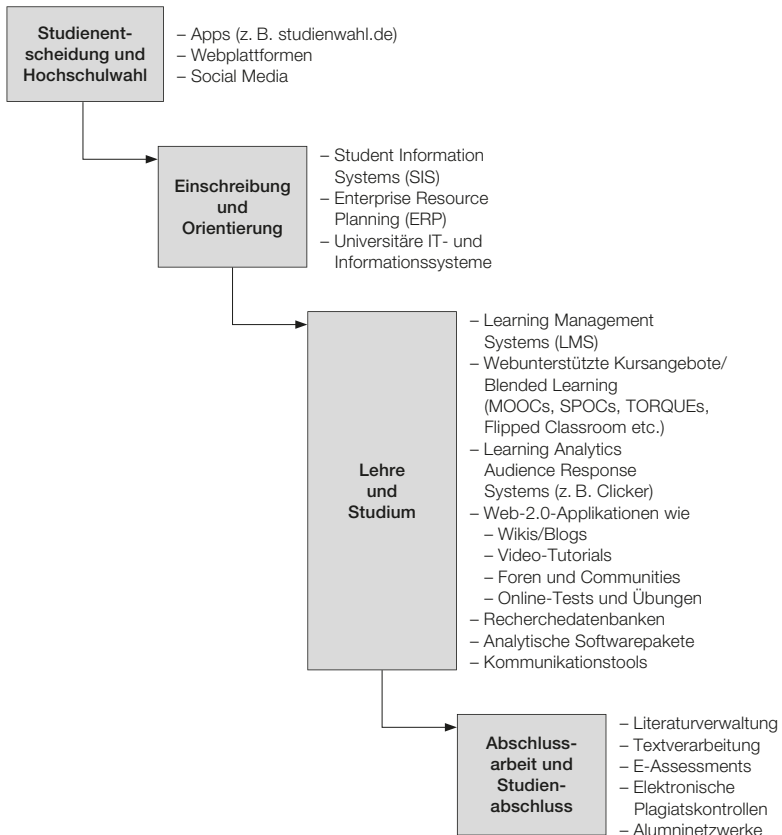 Studienent-
scheidung und
Hochschulwahl
– Apps (z. B. studienwahl.de)
– Webplattformen
– Social Media
Einschreibung
und
Orientierung
– Student Information
Systems (SIS)
– Enterprise Resource
Planning (ERP)
– Universitäre IT- und
Informationssysteme
Lehre
und
Studium
– Learning Management
Systems (LMS)
– Webunterstützte Kursangebote/
Blended Learning
(MOOCs, SPOCs, TORQUEs,
Flipped Classroom etc.)
– Learning Analytics
Audience Response
Systems (z. B. Clicker)
– Web-2.0-Applikationen wie
– Wikis/Blogs
– Video-Tutorials
– Foren und Communities
– Online-Tests und Übungen
– Recherchedatenbanken
– Analytische Softwarepakete
– Kommunikationstools
Abschluss-
arbeit und
Studien-
abschluss
– Literaturverwaltung
– Textverarbeitung
– E-Assessments
– Elektronische
Plagiatskontrollen
– Alumninetzwerke